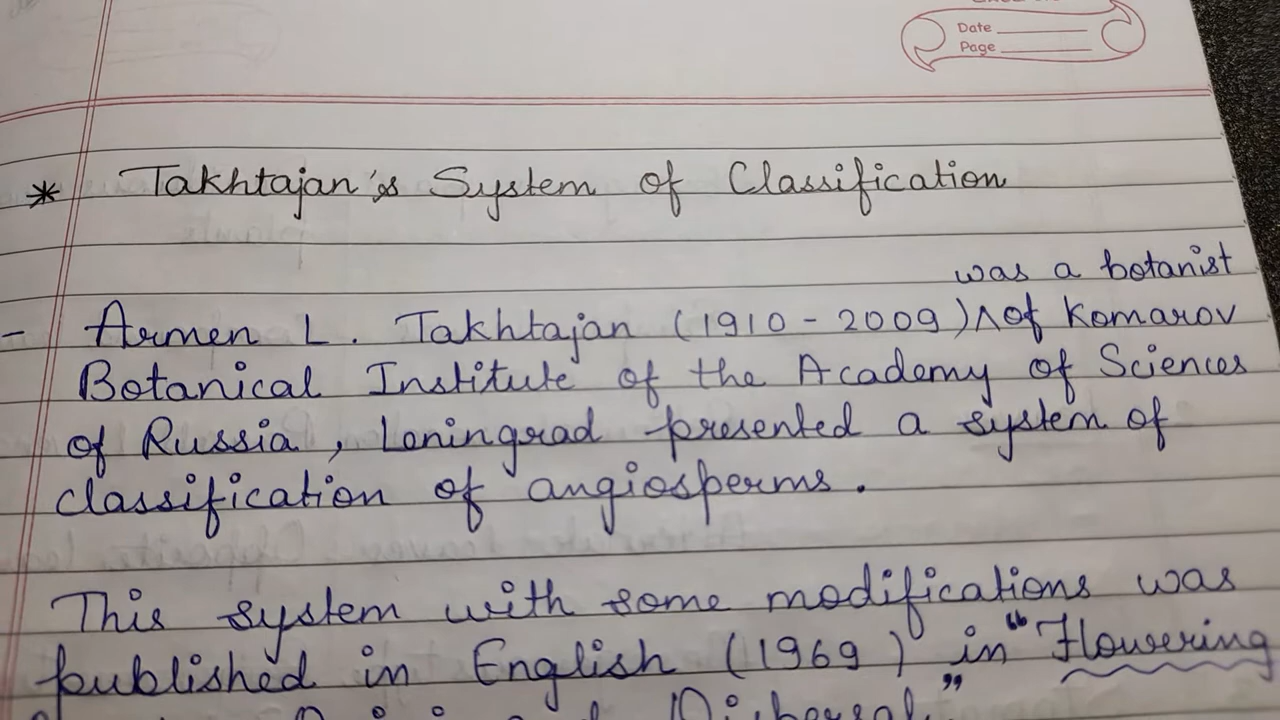 Date
Page
* Takhtajan's System of Classification
was a botanist
- Armen L. Takhtajan (1910 - 2009) ^ of Komarov
Botanical Institute of the Academy of Sciences
of Russia, Leningrad presented a system of
classification of angiosperms.
This system with some modifications was
published in English (1969) in "Flowering
Dispersal"